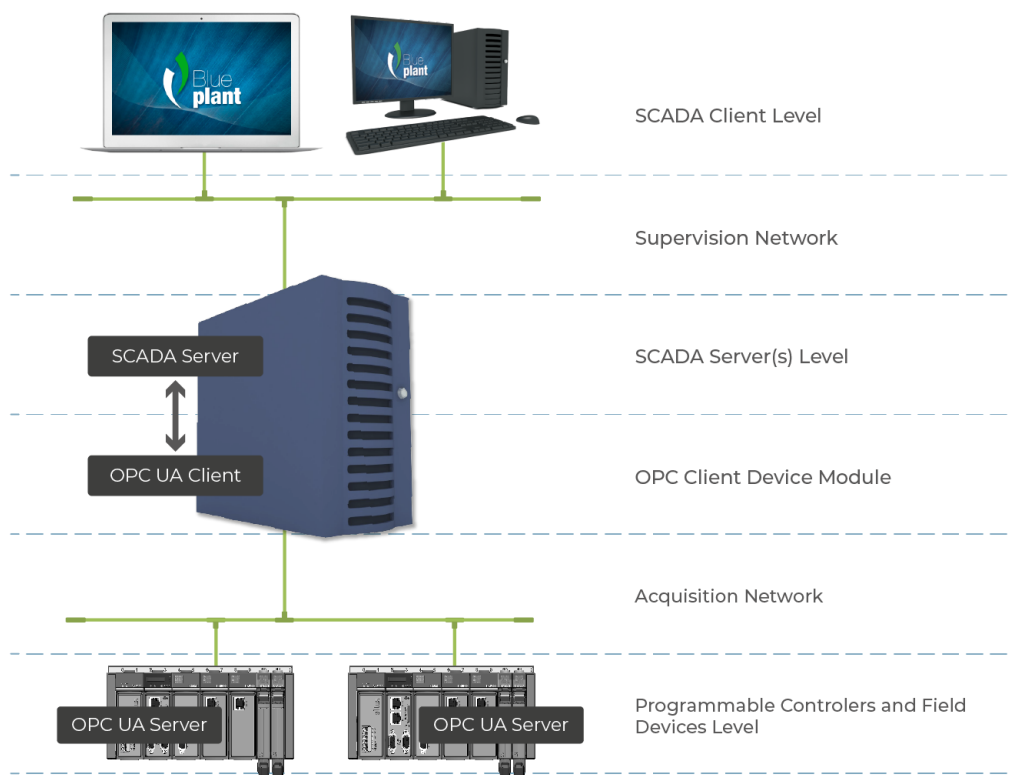 Blue
plant
Blue
plant
SCADA Client Level
Supervision Network
SCADA Server
SCADA Server(s) Level
OPC UA Client
OPC Client Device Module
Acquisition Network
OPC UA Server
OPC UA Server
Programmable Controlers and Field
Devices Level